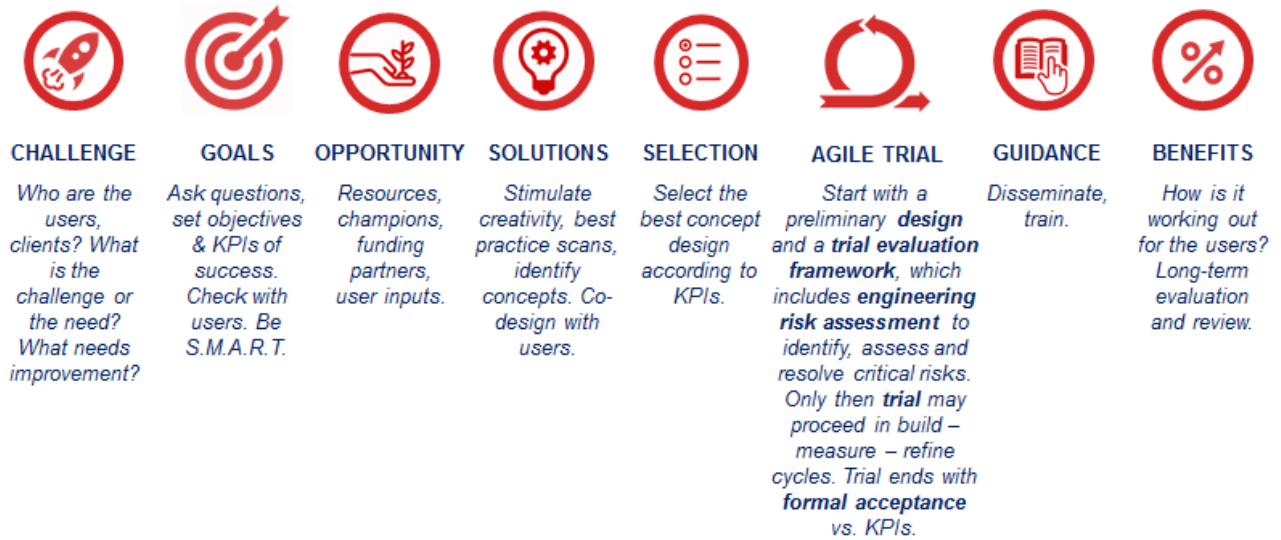 CHALLENGE
Who are the
users,
clients? What
is the
challenge or
the need?
What needs
improvement?
GOALS
Ask questions,
set objectives
& KPIs of
success.
Check with
users. Be
S.M.A.R.T.
OPPORTUNITY
Resources,
champions,
funding
partners,
user inputs.
SOLUTIONS
Stimulate
creativity, best
practice scans,
identify
concepts. Co-
design with
users.
SELECTION
Select the
best concept
design
according to
KPIs.
AGILE TRIAL
Start with a
preliminary design
and a trial evaluation
framework, which
includes engineering
risk assessment to
identify, assess and
resolve critical risks.
Only then trial may
proceed in build –
measure – refine
cycles. Trial ends with
formal acceptance
vs. KPIs.
GUIDANCE
Disseminate,
train.
BENEFITS
How is it
working out
for the users?
Long-term
evaluation
and review.